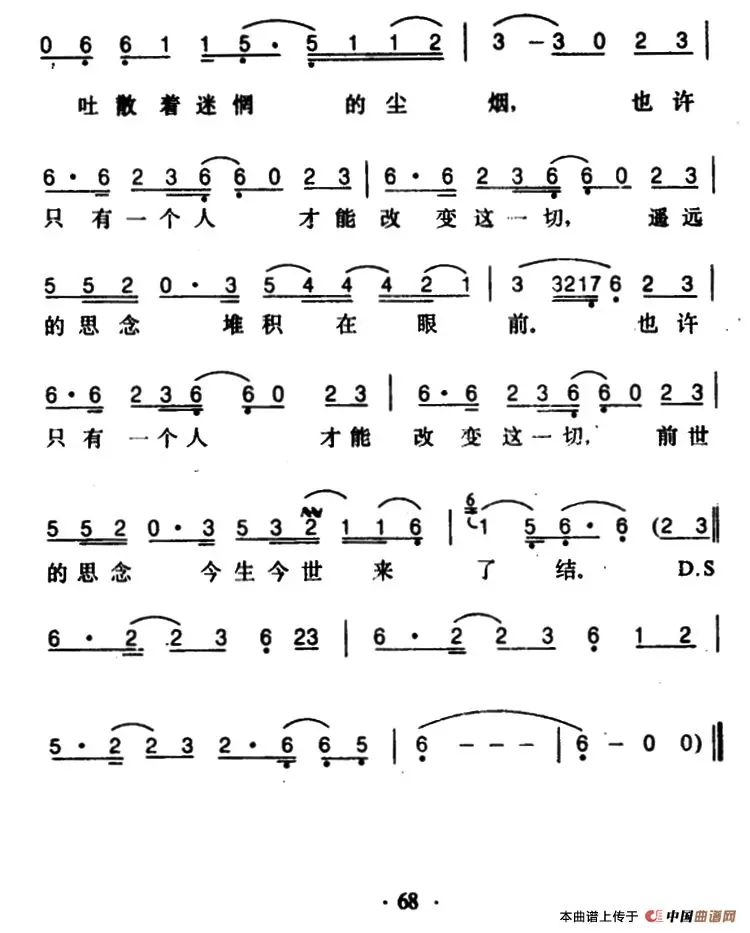 0 6 6 1 1 5 · 5 1 1 2 | 3 – 3 0 2 3
吐散着迷惘 的尘 烟, 也许
6 · 6 2 3 6 6 0 2 3 | 6 · 6 2 3 6 6 0 2 3 |
只有一个人 才能改变这一切, 遥远
5 5 2 0 · 3 5 4 4 4 2 1 | 3 3217 6 2 3 |
的思念 堆积在眼 前. 也许
6 · 6 2 3 6 6 0 2 3 | 6 · 6 2 3 6 6 0 2 3 |
只有一个人 才能改变这一切, 前世
5 5 2 0 · 3 5 3 2 1 1 6 | 6 1 5 6 · 6 (2 3 ‖
的思念 今生今世来 了结. D.S
6 · 2 2 3 6 23 | 6 · 2 2 3 6 1 2 |
5 · 2 2 3 2 · 6 6 5 | 6 – – – | 6 – 0 0) ‖
· 68 ·
本曲谱上传于 中国曲谱网